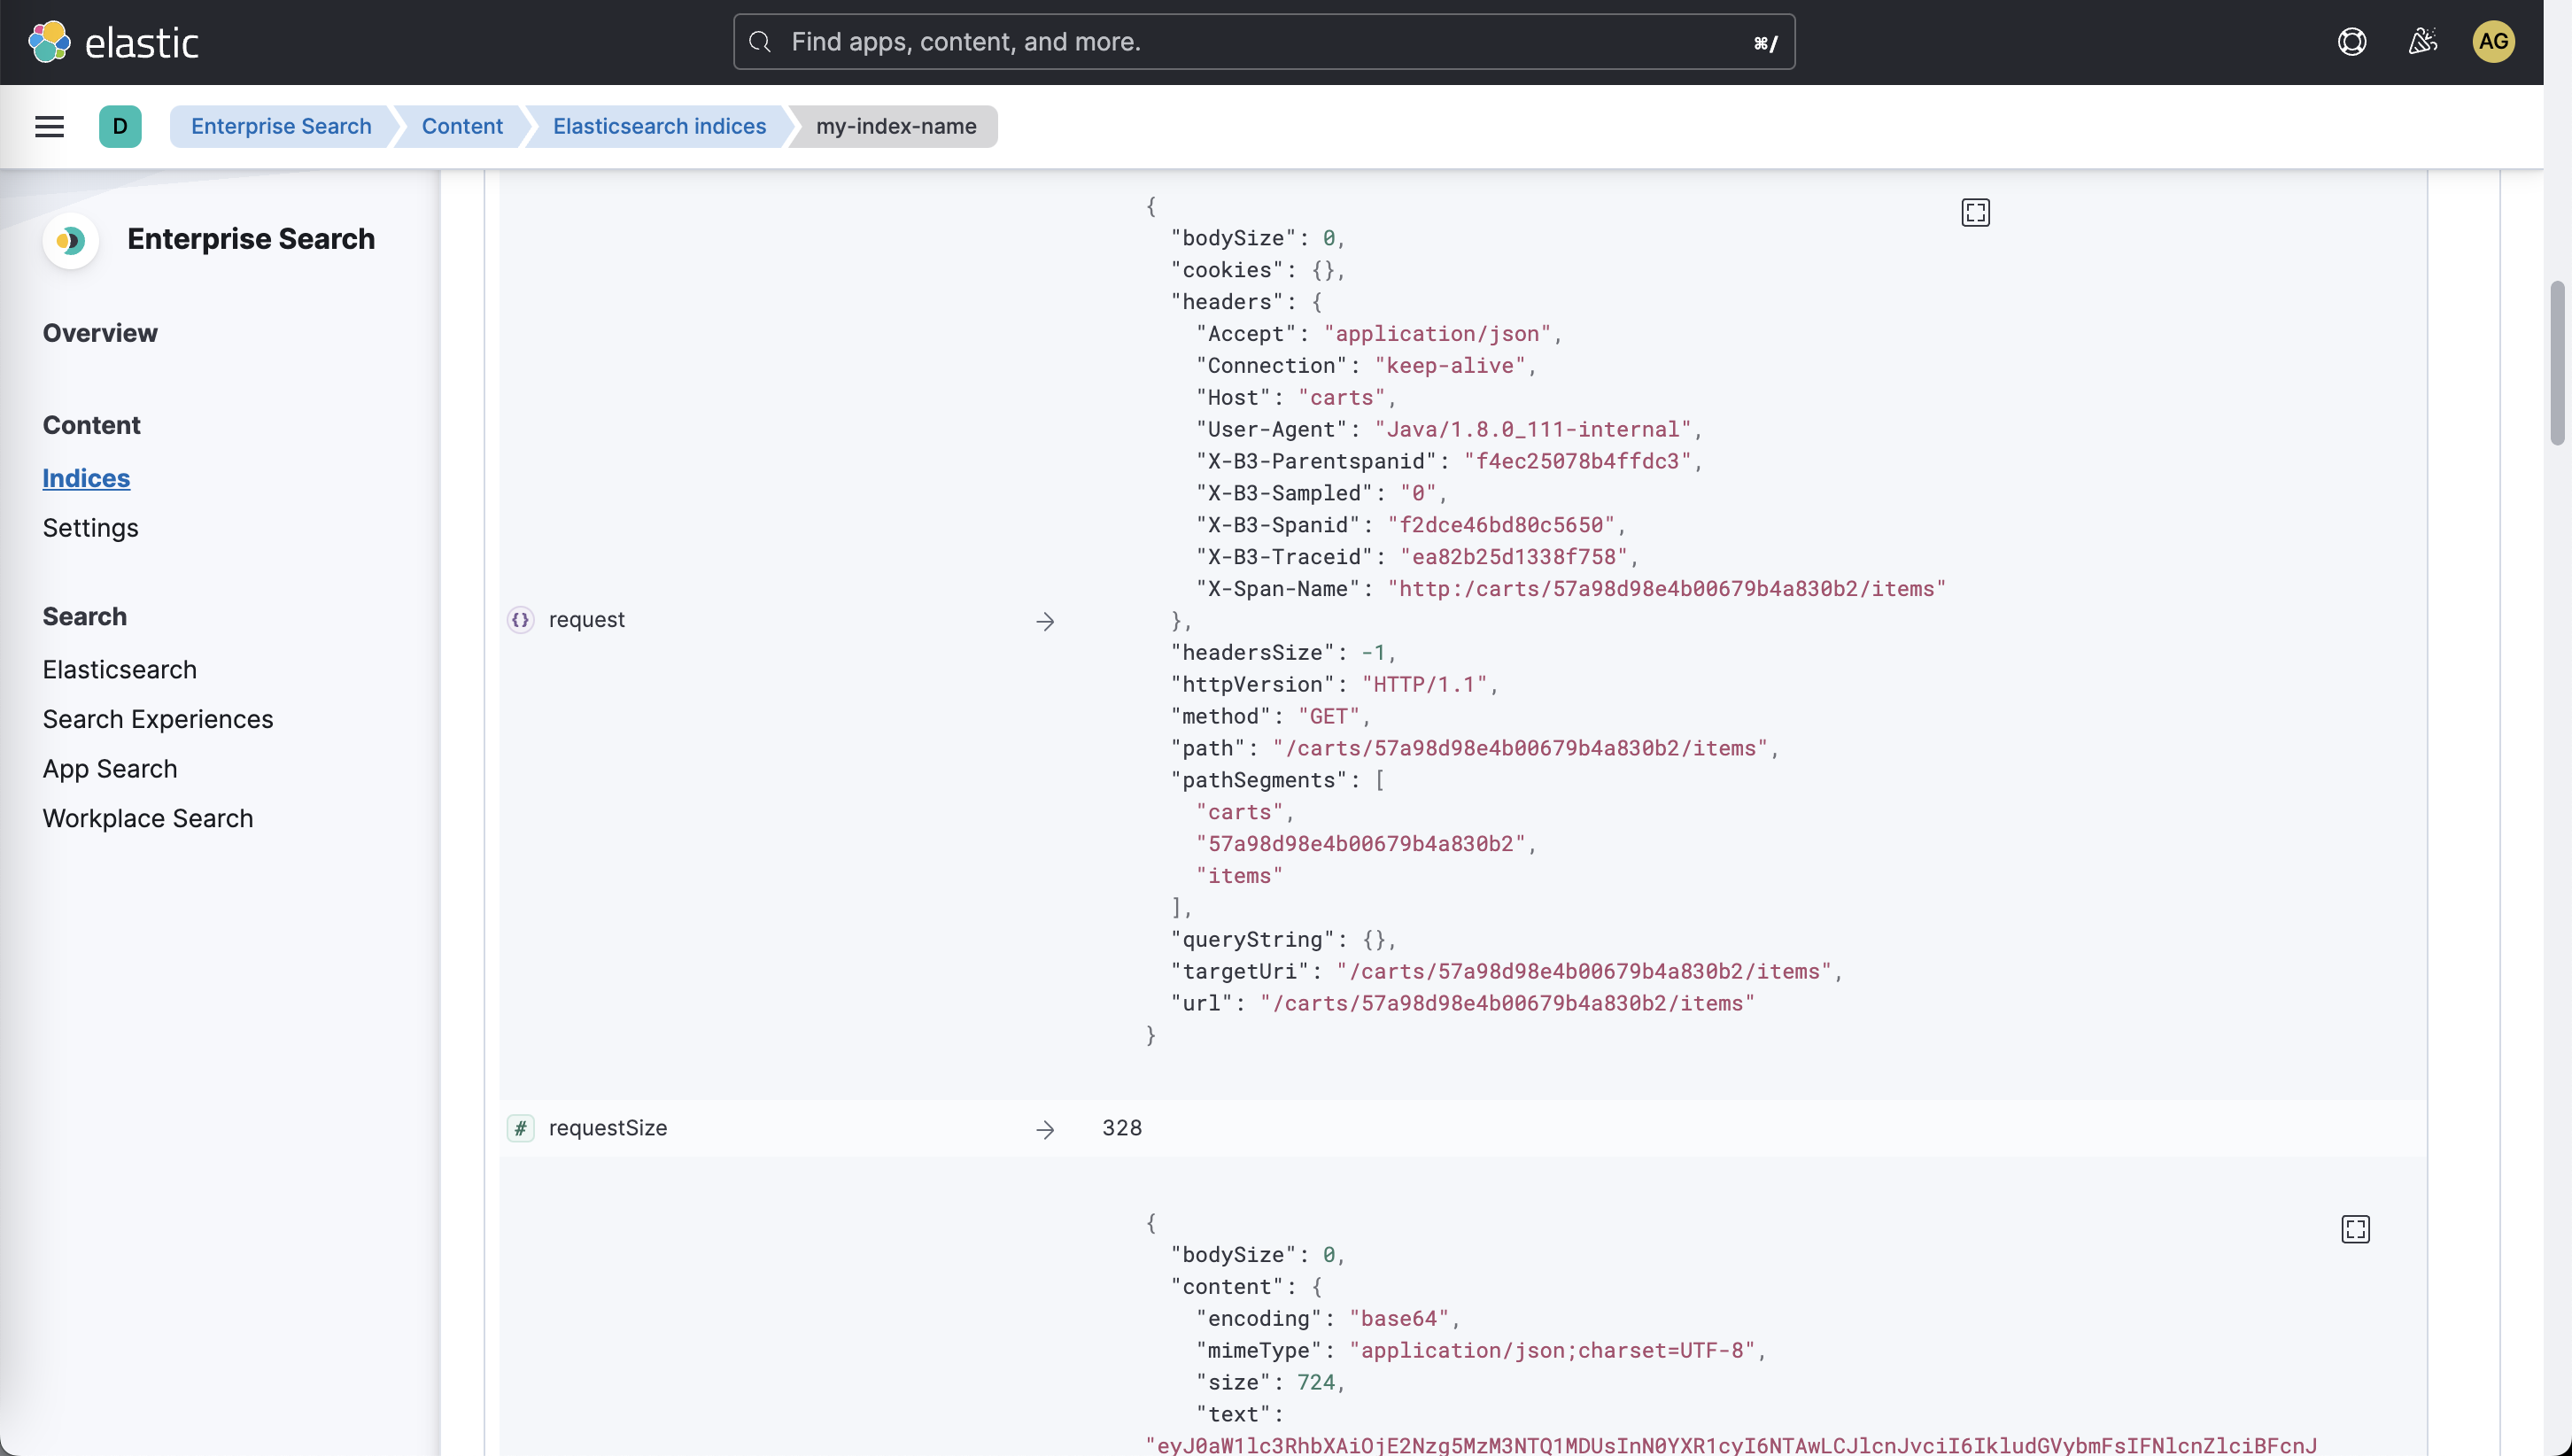 elastic
Find apps, content, and more.
⌘/
AG
D
Enterprise Search
Content
Elasticsearch indices
my-index-name
Enterprise Search
Overview
Content
Indices
Settings
Search
Elasticsearch
Search Experiences
App Search
Workplace Search
{}
request
{
"bodySize": 0,
"cookies": {},
"headers": {
"Accept": "application/json",
"Connection": "keep-alive",
"Host": "carts",
"User-Agent": "Java/1.8.0_111-internal",
"X-B3-Parentspanid": "f4ec25078b4ffdc3",
"X-B3-Sampled": "0",
"X-B3-Spanid": "f2dce46bd80c5650",
"X-B3-Traceid": "ea82b25d1338f758",
"X-Span-Name": "http:/carts/57a98d98e4b00679b4a830b2/items"
},
"headersSize": -1,
"httpVersion": "HTTP/1.1",
"method": "GET",
"path": "/carts/57a98d98e4b00679b4a830b2/items",
"pathSegments": [
"carts",
"57a98d98e4b00679b4a830b2",
"items"
],
"queryString": {},
"targetUri": "/carts/57a98d98e4b00679b4a830b2/items",
"url": "/carts/57a98d98e4b00679b4a830b2/items"
}
#
requestSize
328
{
"bodySize": 0,
"content": {
"encoding": "base64",
"mimeType": "application/json;charset=UTF-8",
"size": 724,
"text":
"eyJ0aW1lc3RhbXAiOjE2Nzg5MzM3NTQ1MDUsInN0YXR1cyI6NTAwLCJlcnJvciI6IkludGVybmFsIFNlcnZlciBFcnJ